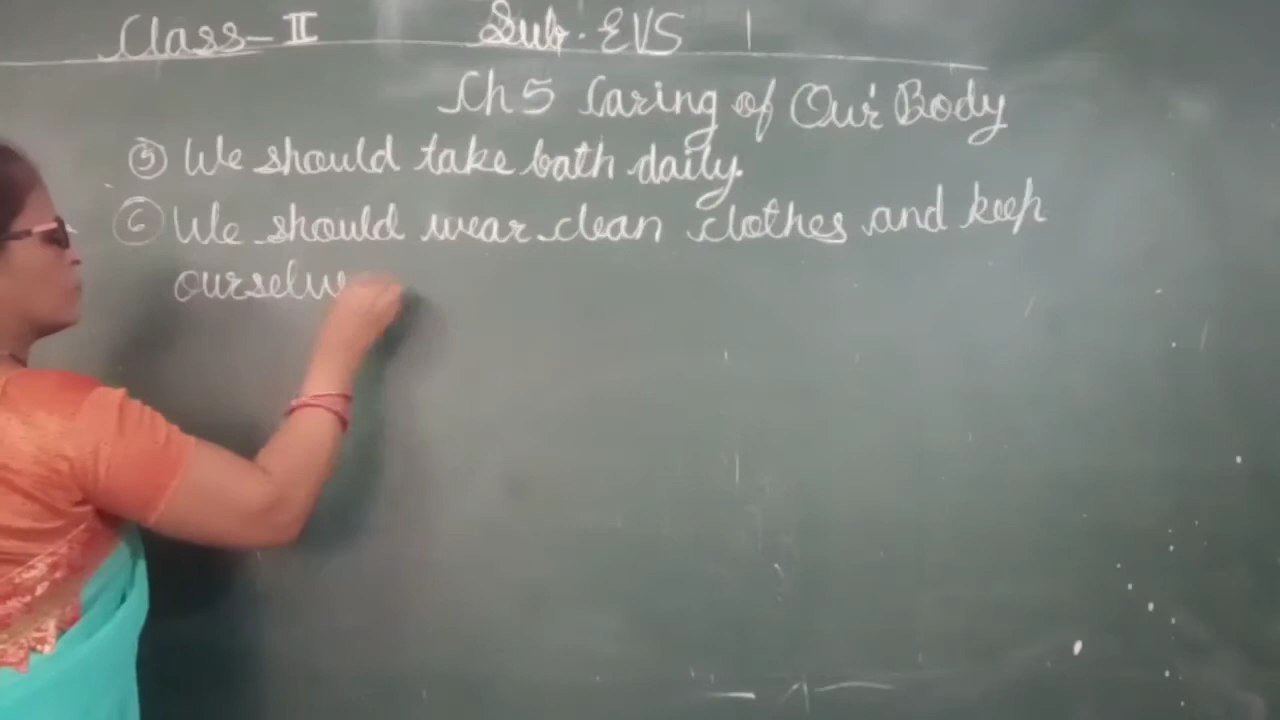 Class-II Sub. EVS |
Ch 5 Caring of Our Body
⑤ We should take bath daily.
⑥ We should wear clean clothes and keep
ourselve